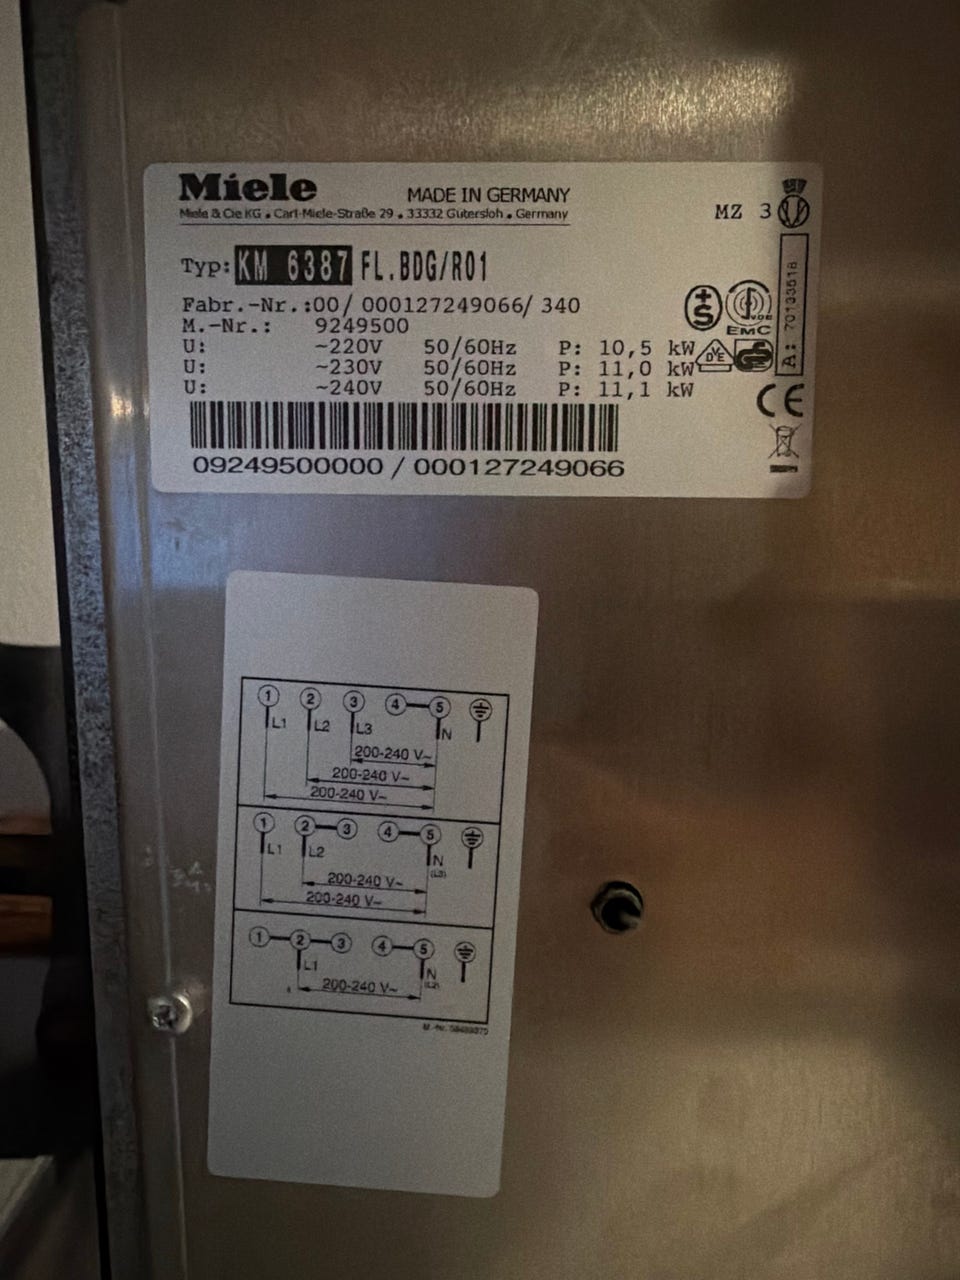 Miele
MADE IN GERMANY
Miele & Cie KG • Carl-Miele-Straße 29 • 33332 Gütersloh • Germany
MZ 3
Typ: KM 6387 FL.BDG/R01
Fabr.-Nr.:00/ 000127249066/ 340
M.-Nr.: 9249500
U: ~220V 50/60Hz P: 10,5 kW
U: ~230V 50/60Hz P: 11,0 kW
U: ~240V 50/60Hz P: 11,1 kW
+S
VDE
EMC
DVE
GS
A: 70133518
CE
09249500000 / 000127249066
1 2 3 4 5
L1 L2 L3 N
200-240 V~
200-240 V~
200-240 V~
1 2 3 4 5
L1 L2 N
(L3)
200-240 V~
200-240 V~
1 2 3 4 5
L1 N
(L2)
200-240 V~
M.-Nr.